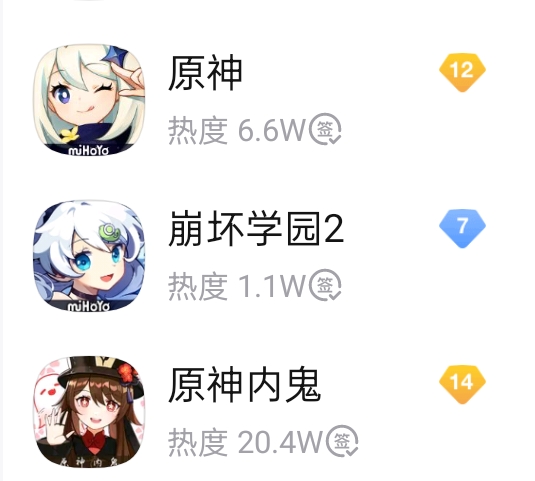 原神
12
热度 6.6W 签
miHoYo
崩坏学园2
7
热度 1.1W 签
miHoYo
原神内鬼
14
热度 20.4W 签
原神内鬼